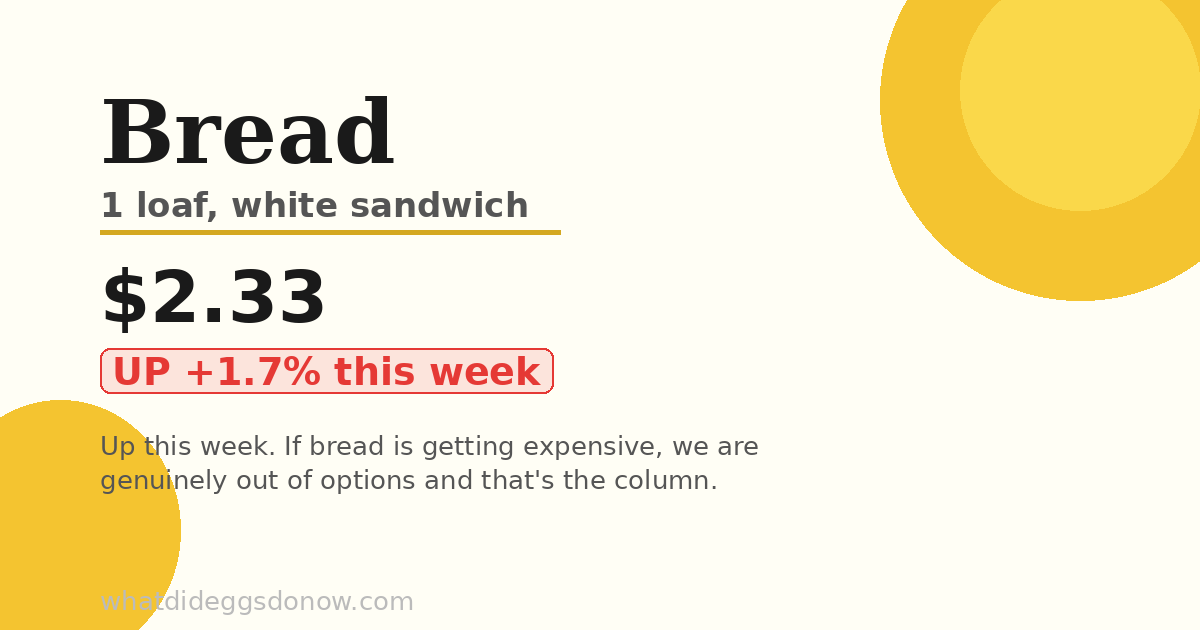 Bread
1 loaf, white sandwich
$2.33
UP +1.7% this week
Up this week. If bread is getting expensive, we are
genuinely out of options and that's the column.
whatdideggsdonow.com